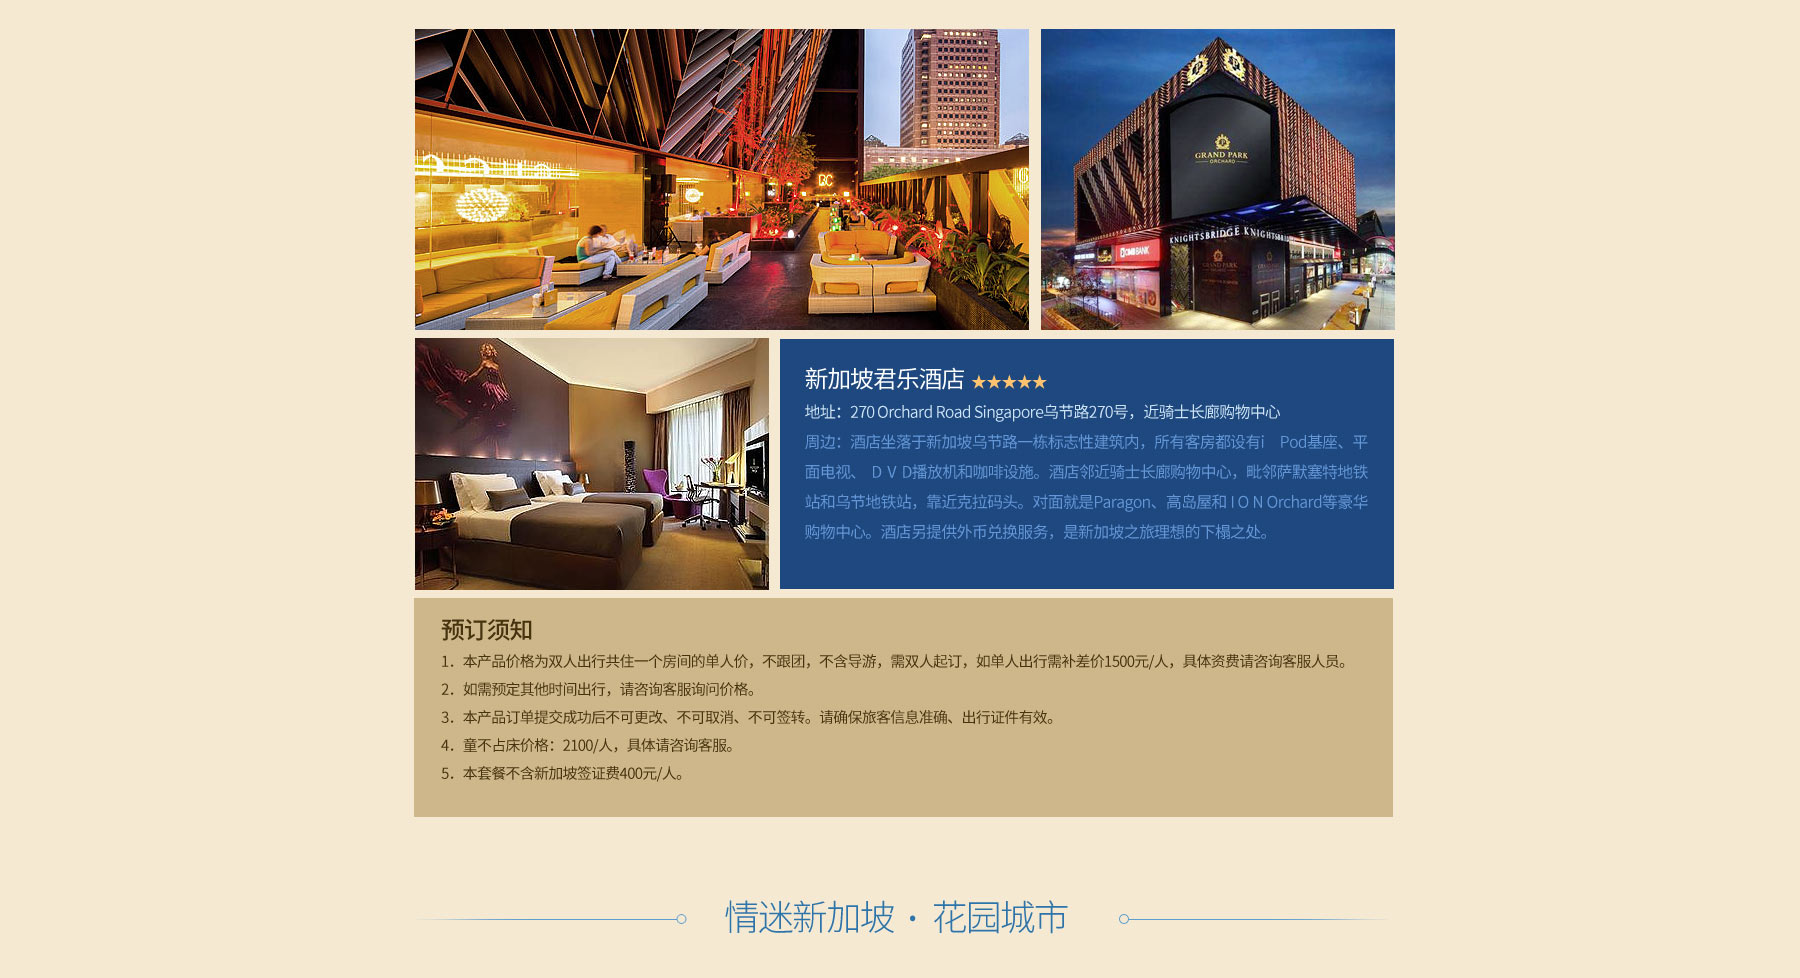 GRAND PARK
ORCHARD
KNIGHTSBRIDGE KNIGHTSBRI
CIMB BANK
GRAND PARK
新加坡君乐酒店 ★★★★★
地址：270 Orchard Road Singapore乌节路270号，近骑士长廊购物中心
周边：酒店坐落于新加坡乌节路一栋标志性建筑内，所有客房都设有i Pod基座、平
面电视、 D V D播放机和咖啡设施。酒店邻近骑士长廊购物中心，毗邻萨默塞特地铁
站和乌节地铁站，靠近克拉码头。对面就是Paragon、高岛屋和 I O N Orchard等豪华
购物中心。酒店另提供外币兑换服务，是新加坡之旅理想的下榻之处。
预订须知
1．本产品价格为双人出行共住一个房间的单人价，不跟团，不含导游，需双人起订，如单人出行需补差价1500元/人，具体资费请咨询客服人员。
2．如需预定其他时间出行，请咨询客服询问价格。
3．本产品订单提交成功后不可更改、不可取消、不可签转。请确保旅客信息准确、出行证件有效。
4．童不占床价格：2100/人，具体请咨询客服。
5．本套餐不含新加坡签证费400元/人。
情迷新加坡·花园城市